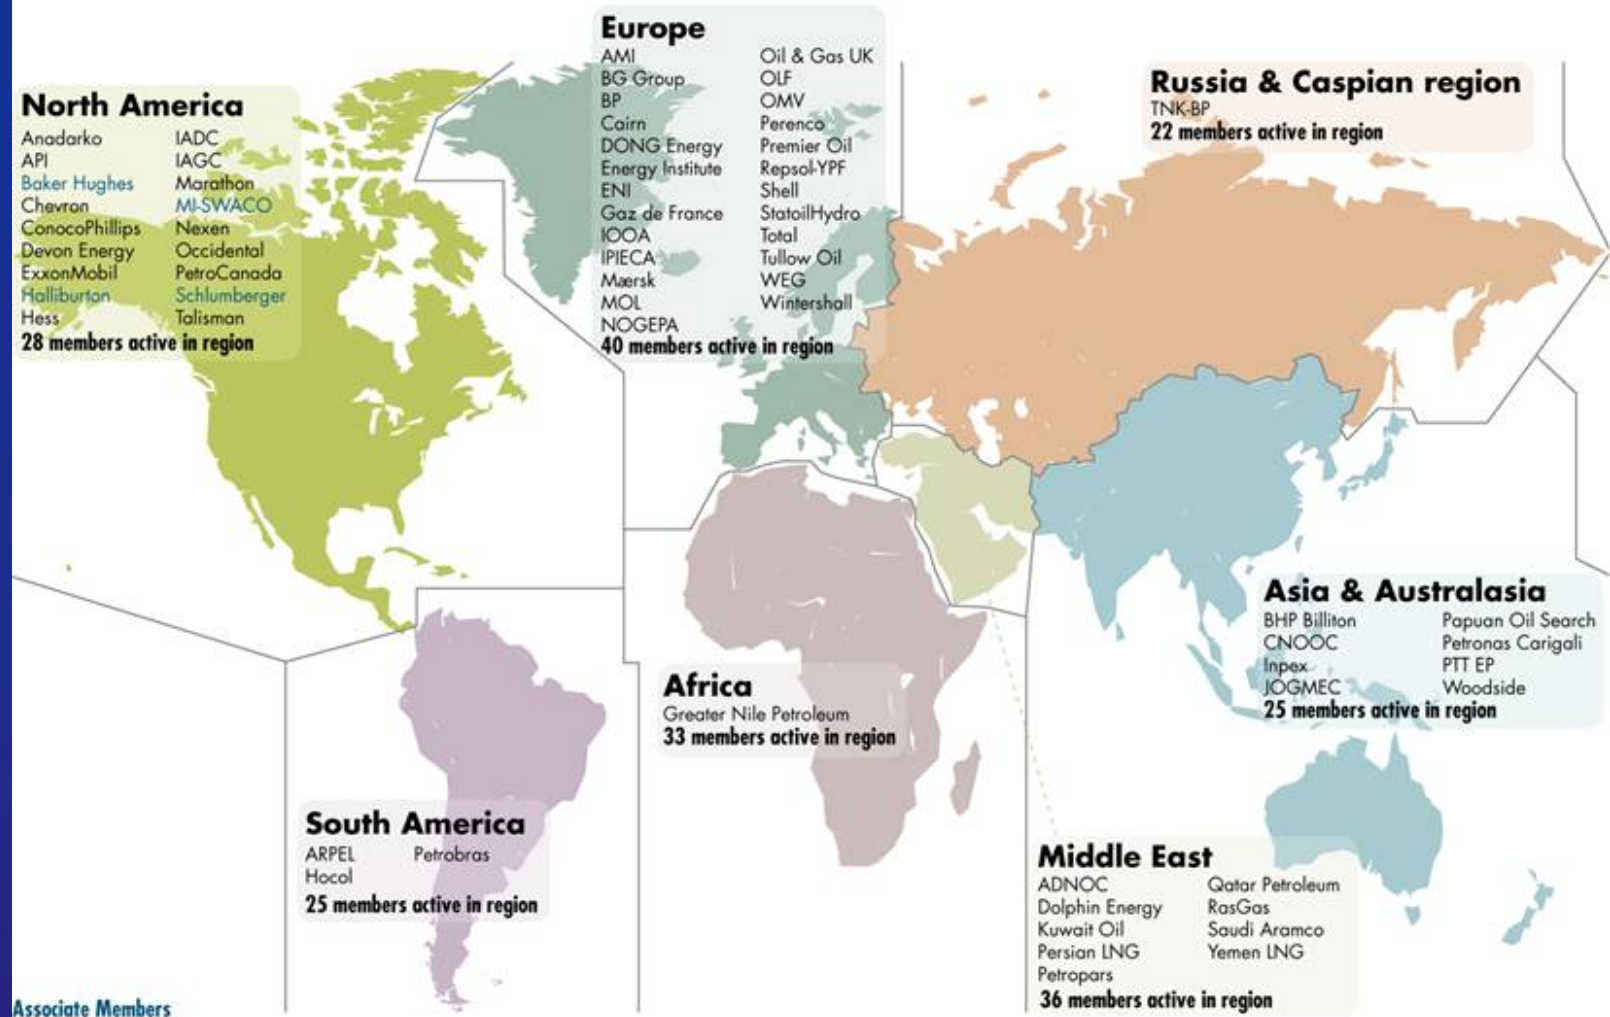 North America
Anadarko IADC
API IAGC
Baker Hughes Marathon
Chevron MI-SWACO
ConocoPhillips Nexen
Devon Energy Occidental
ExxonMobil PetroCanada
Halliburton Schlumberger
Hess Talisman
28 members active in region
Europe
AMI Oil & Gas UK
BG Group OLF
BP OMV
Cairn Perenco
DONG Energy Premier Oil
Energy Institute Repsol-YPF
ENI Shell
Gaz de France StatoilHydro
IOOA Total
IPIECA Tullow Oil
Mærsk WEG
MOL Wintershall
NOGEPA
40 members active in region
Russia & Caspian region
TNK-BP
22 members active in region
Asia & Australasia
BHP Billiton Papuan Oil Search
CNOOC Petronas Carigali
Inpex PTT EP
JOGMEC Woodside
25 members active in region
Africa
Greater Nile Petroleum
33 members active in region
South America
ARPEL Petrobras
Hocol
25 members active in region
Middle East
ADNOC Qatar Petroleum
Dolphin Energy RasGas
Kuwait Oil Saudi Aramco
Persian LNG Yemen LNG
Petropars
36 members active in region
Associate Members